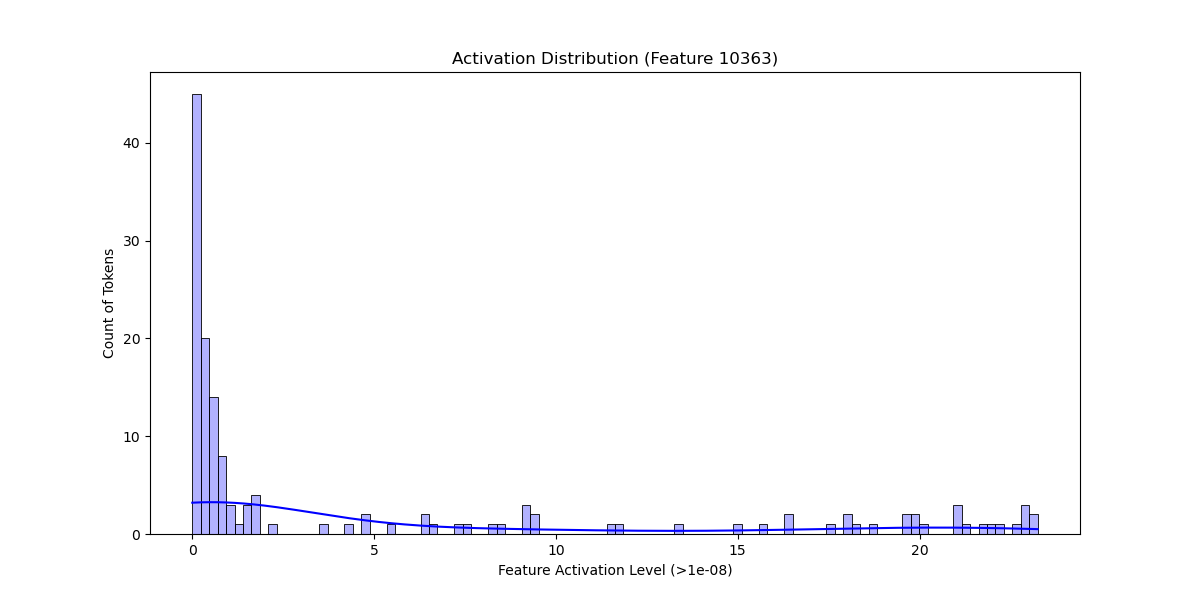 Activation Distribution (Feature 10363)
Count of Tokens
40
30
20
10
0
0 5 10 15 20
Feature Activation Level (>1e-08)